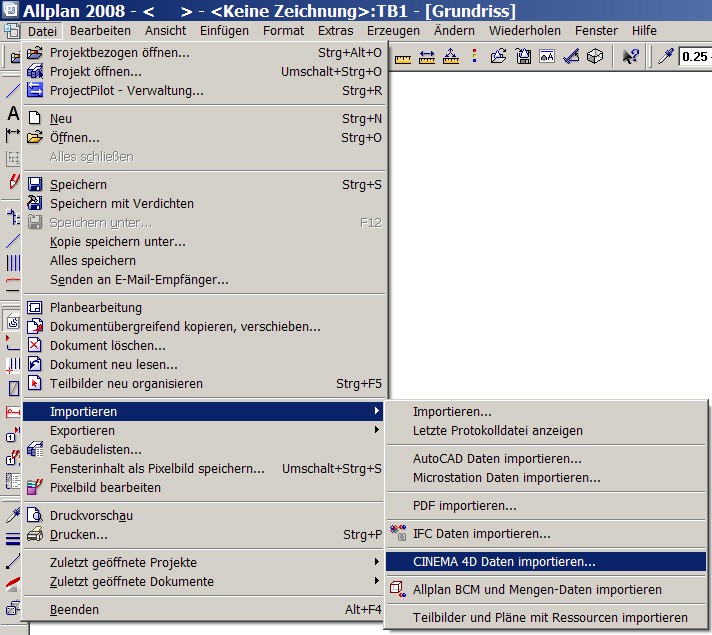 Allplan 2008 - < > - <Keine Zeichnung>:TB1 - [Grundriss]
Datei Bearbeiten Ansicht Einfügen Format Extras Erzeugen Ändern Wiederholen Fenster Hilfe
0.25
Projektbezogen öffnen... Strg+Alt+O
Projekt öffnen... Umschalt+Strg+O
ProjectPilot - Verwaltung... Strg+R
Neu Strg+N
Öffnen... Strg+O
Alles schließen
Speichern Strg+S
Speichern mit Verdichten
Speichern unter... F12
Kopie speichern unter...
Alles speichern
Senden an E-Mail-Empfänger...
Planbearbeitung
Dokumentübergreifend kopieren, verschieben...
Dokument löschen...
Dokument neu lesen...
Teilbilder neu organisieren Strg+F5
Importieren
Exportieren
Gebäudelisten...
Fensterinhalt als Pixelbild speichern... Umschalt+Strg+S
Pixelbild bearbeiten
Druckvorschau
Drucken... Strg+P
Zuletzt geöffnete Projekte
Zuletzt geöffnete Dokumente
Beenden Alt+F4
Importieren...
Letzte Protokolldatei anzeigen
AutoCAD Daten importieren...
Microstation Daten importieren...
PDF importieren...
IFC Daten importieren...
CINEMA 4D Daten importieren...
Allplan BCM und Mengen-Daten importieren
Teilbilder und Pläne mit Ressourcen importieren